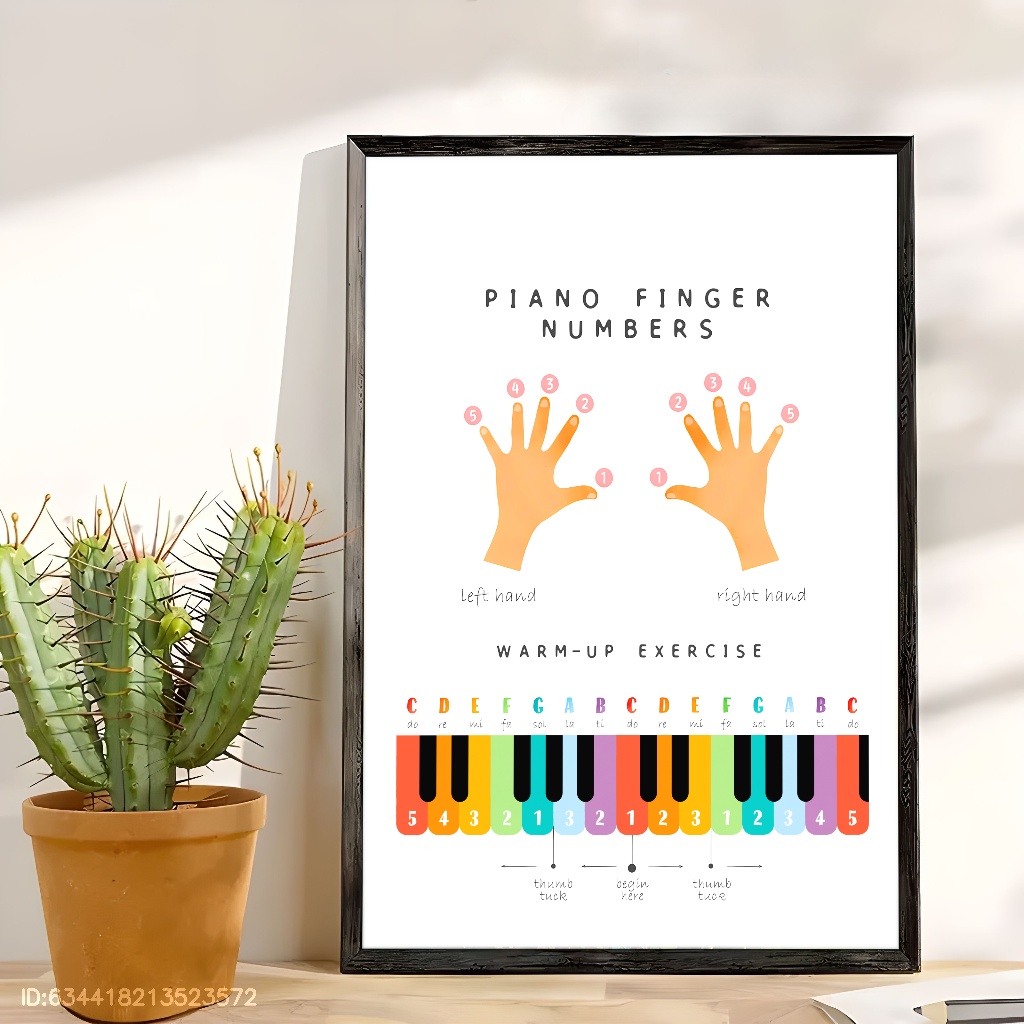 PIANO FINGER
NUMBERS
5 4 3 2 1
1 2 3 4 5
left hand
right hand
WARM-UP EXERCISE
C D E F G A B C D E F G A B C
do re mi fa sol la ti do re mi fa sol la ti do
5 4 3 2 1 3 2 1 2 3 1 2 3 4 5
thumb
tuck
begin
here
thumb
tuck
ID:634418213523572